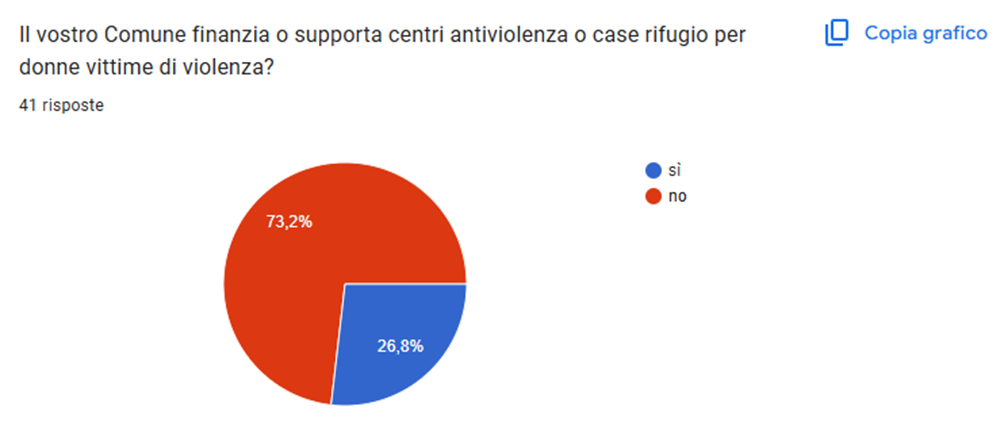 Il vostro Comune finanzia o supporta centri antiviolenza o case rifugio per
donne vittime di violenza?
Copia grafico
41 risposte
sì
no
73,2%
26,8%